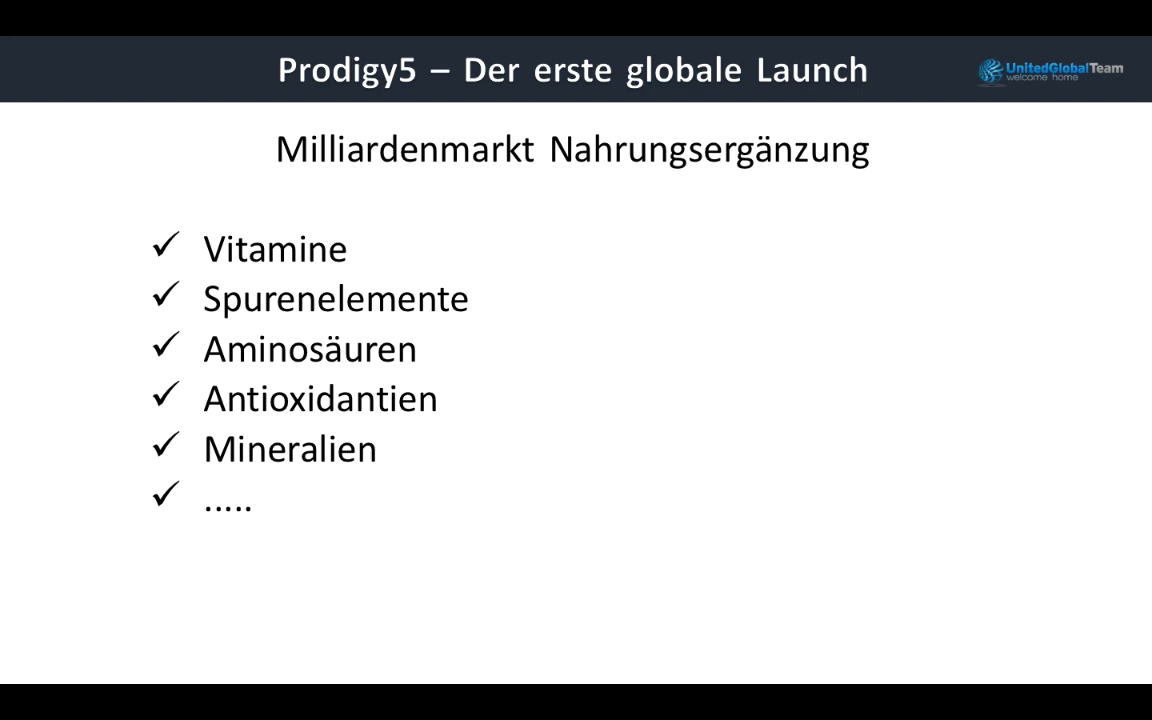 Prodigy5 – Der erste globale Launch
UnitedGlobalTeam
welcome home
Milliardenmarkt Nahrungsergänzung
✓ Vitamine
✓ Spurenelemente
✓ Aminosäuren
✓ Antioxidantien
✓ Mineralien
✓ .....